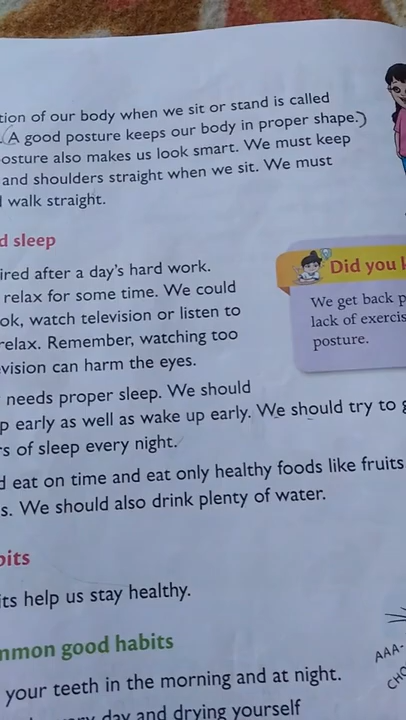 tion of our body when we sit or stand is called
(A good posture keeps our body in proper shape.)
osture also makes us look smart. We must keep
and shoulders straight when we sit. We must
walk straight.
d sleep
ired after a day's hard work.
relax for some time. We could
ok, watch television or listen to
relax. Remember, watching too
vision can harm the eyes.
Did you k
We get back p
lack of exercis
posture.
needs proper sleep. We should
p early as well as wake up early. We should try to g
rs of sleep every night.
d eat on time and eat only healthy foods like fruits
s. We should also drink plenty of water.
bits
its help us stay healthy.
mmon good habits
your teeth in the morning and at night.
day and drying yourself
AAA-
CHO